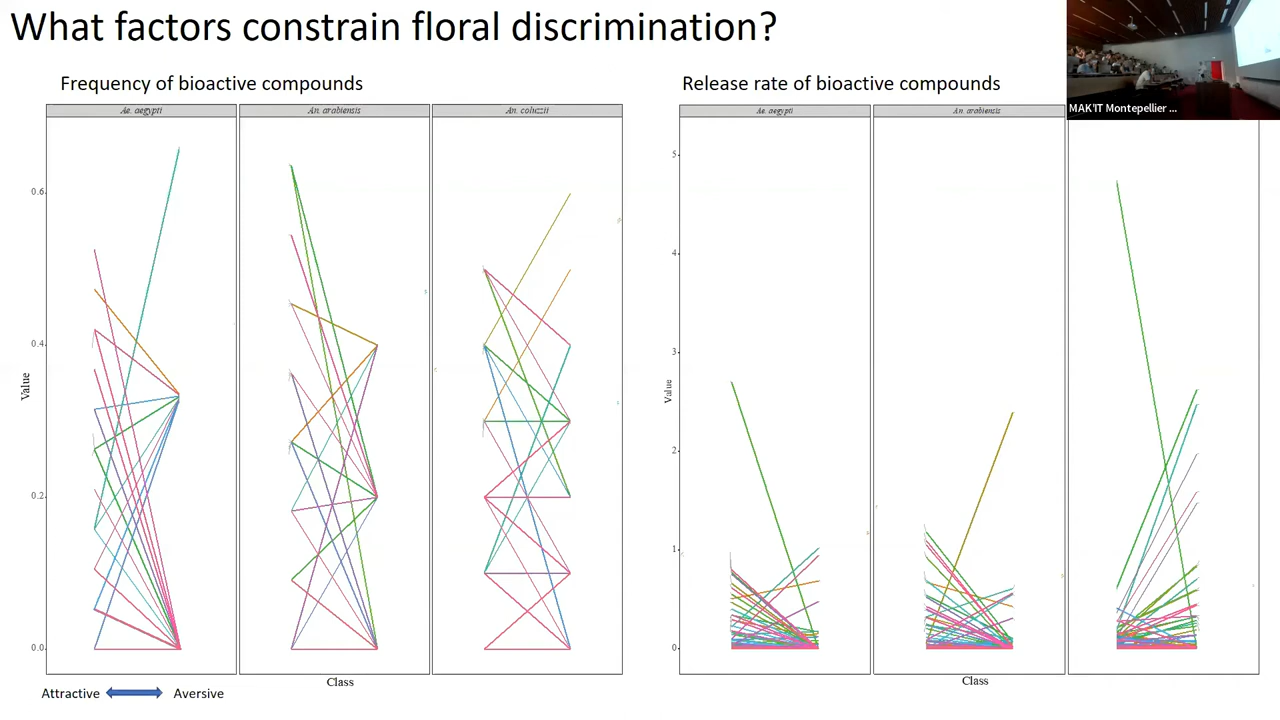 What factors constrain floral discrimination?
MAK'IT Montepellier ...
Frequency of bioactive compounds
Release rate of bioactive compounds
Ae. aegypti
An. arabiensis
An. coluzzii
Ae. aegypti
An. arabiensis
Value
0.6
0.4
0.2
0.0
Value
5
4
3
2
1
0
Class
Class
Attractive
Aversive